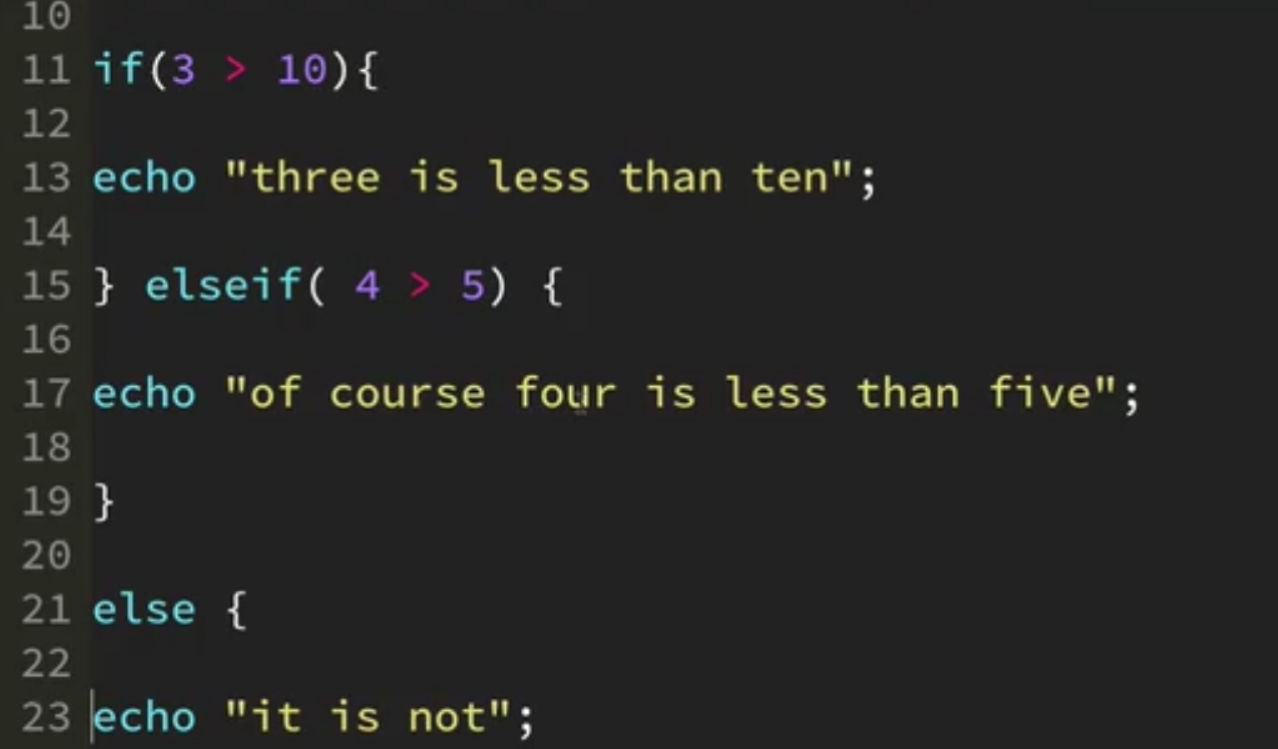 10
11 if(3 > 10){
12
13 echo "three is less than ten";
14
15 } elseif( 4 > 5) {
16
17 echo "of course four is less than five";
18
19 }
20
21 else {
22
23 echo "it is not";